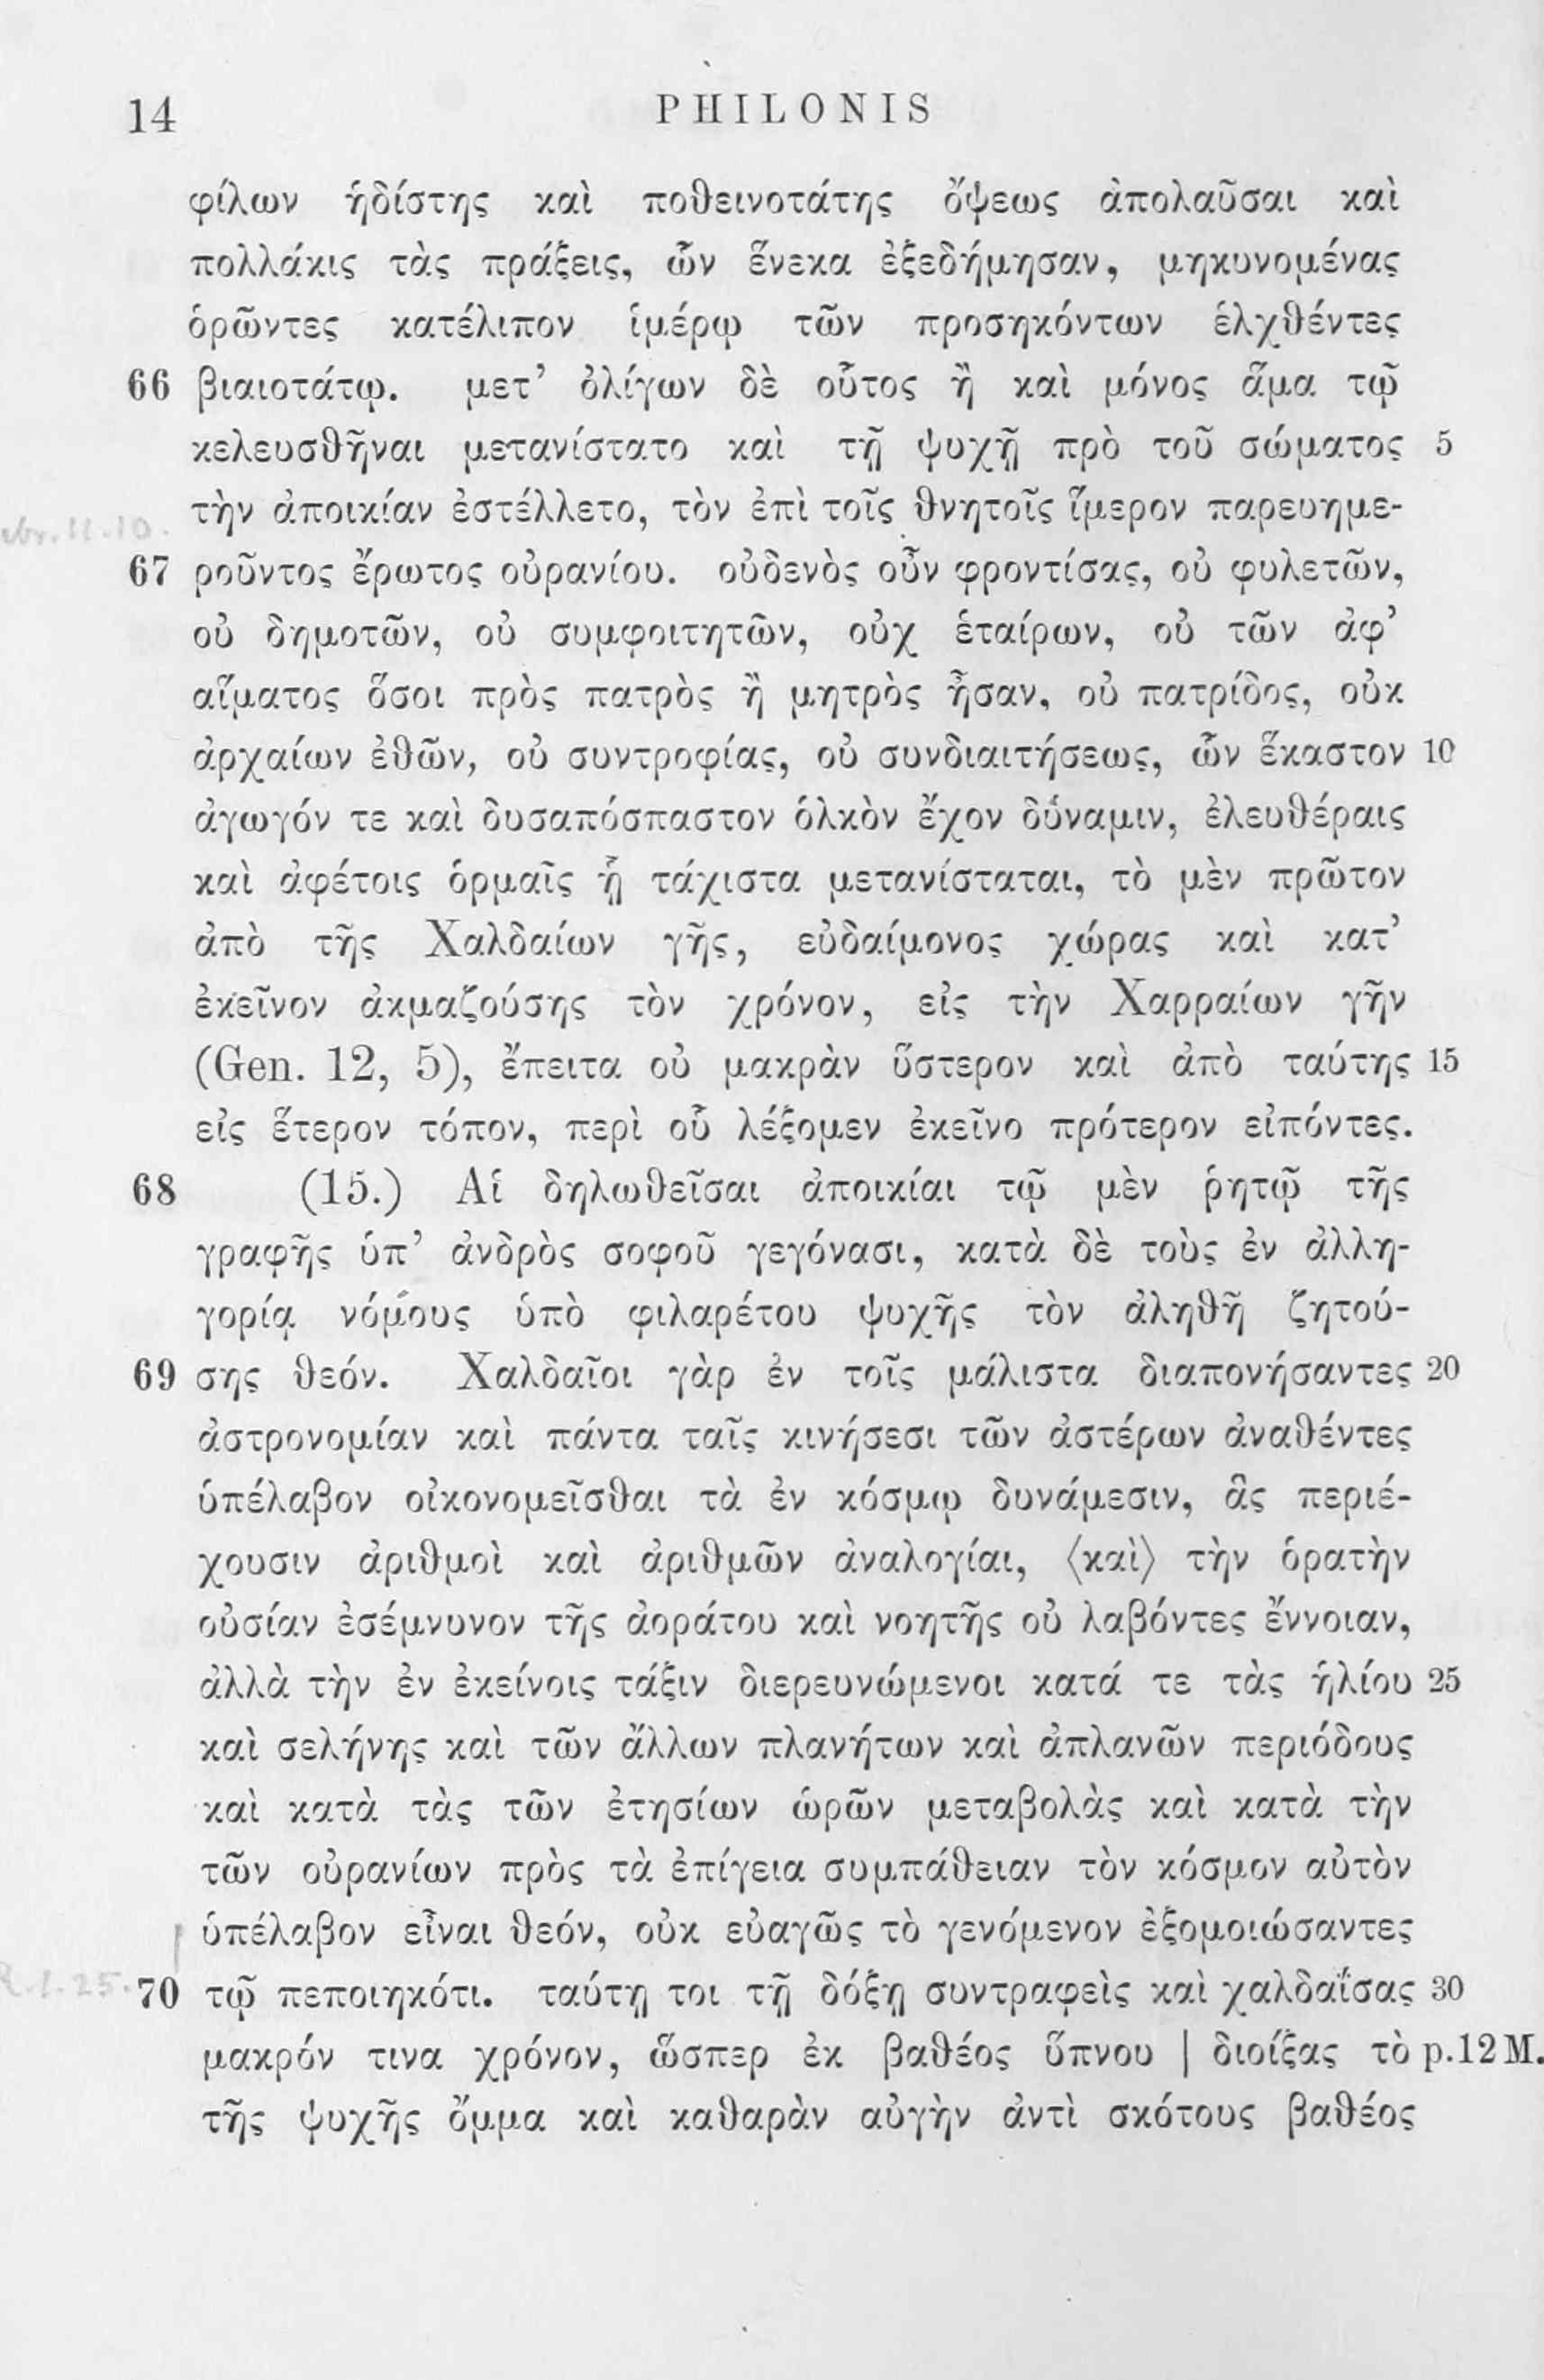 14 PHILONIS
φίλων ἡδίστης καὶ ποθεινοτάτης ὄψεως ἀπολαῦσαι καὶ
πολλάκις τὰς πράξεις, ὧν ἕνεκα ἐξεδήμησαν, μηκυνομένας
ὁρῶντες κατέλιπον ἱμέρῳ τῶν προσηκόντων ἑλχθέντες
66 βιαιοτάτῳ. μετ’ ὀλίγων δὲ οὗτος ἢ καὶ μόνος ἅμα τῷ
κελευσθῆναι μετανίστατο καὶ τῇ ψυχῇ πρὸ τοῦ σώματος 5
τὴν ἀποικίαν ἐστέλλετο, τὸν ἐπὶ τοῖς θνητοῖς ἵμερον παρευημε-
67 ροῦντος ἔρωτος οὐρανίου. οὐδενὸς οὖν φροντίσας, οὐ φυλετῶν,
οὐ δημοτῶν, οὐ συμφοιτητῶν, οὐχ ἑταίρων, οὐ τῶν ἀφ’
αἵματος ὅσοι πρὸς πατρὸς ἢ μητρὸς ἦσαν, οὐ πατρίδος, οὐκ
ἀρχαίων ἐθῶν, οὐ συντροφίας, οὐ συνδιαιτήσεως, ὧν ἕκαστον 10
ἀγωγόν τε καὶ δυσαπόσπαστον ὁλκὸν ἔχον δύναμιν, ἐλευθέραις
καὶ ἀφέτοις ὁρμαῖς ᾗ τάχιστα μετανίσταται, τὸ μὲν πρῶτον
ἀπὸ τῆς Χαλδαίων γῆς, εὐδαίμονος χώρας καὶ κατ’
ἐκεῖνον ἀκμαζούσης τὸν χρόνον, εἰς τὴν Χαρραίων γῆν
(Gen. 12, 5), ἔπειτα οὐ μακρὰν ὕστερον καὶ ἀπὸ ταύτης 15
εἰς ἕτερον τόπον, περὶ οὗ λέξομεν ἐκεῖνο πρότερον εἰπόντες.
68 (15.) Αἱ δηλωθεῖσαι ἀποικίαι τῷ μὲν ῥητῷ τῆς
γραφῆς ὑπ’ ἀνδρὸς σοφοῦ γεγόνασι, κατὰ δὲ τοὺς ἐν ἀλλη-
γορίᾳ νόμους ὑπὸ φιλαρέτου ψυχῆς τὸν ἀληθῆ ζητού-
69 σης θεόν. Χαλδαῖοι γὰρ ἐν τοῖς μάλιστα διαπονήσαντες 20
ἀστρονομίαν καὶ πάντα ταῖς κινήσεσι τῶν ἀστέρων ἀναθέντες
ὑπέλαβον οἰκονομεῖσθαι τὰ ἐν κόσμῳ δυνάμεσιν, ἃς περιέ-
χουσιν ἀριθμοὶ καὶ ἀριθμῶν ἀναλογίαι, ⟨καὶ⟩ τὴν ὁρατὴν
οὐσίαν ἐσέμνυνον τῆς ἀοράτου καὶ νοητῆς οὐ λαβόντες ἔννοιαν,
ἀλλὰ τὴν ἐν ἐκείνοις τάξιν διερευνώμενοι κατά τε τὰς ἡλίου 25
καὶ σελήνης καὶ τῶν ἄλλων πλανήτων καὶ ἀπλανῶν περιόδους
καὶ κατὰ τὰς τῶν ἐτησίων ὡρῶν μεταβολὰς καὶ κατὰ τὴν
τῶν οὐρανίων πρὸς τὰ ἐπίγεια συμπάθειαν τὸν κόσμον αὐτὸν
ὑπέλαβον εἶναι θεόν, οὐκ εὐαγῶς τὸ γενόμενον ἐξομοιώσαντες
70 τῷ πεποιηκότι. ταύτῃ τοι τῇ δόξῃ συντραφεὶς καὶ χαλδαΐσας 30
μακρόν τινα χρόνον, ὥσπερ ἐκ βαθέος ὕπνου | διοίξας τὸ p.12 M.
τῆς ψυχῆς ὄμμα καὶ καθαρὰν αὐγὴν ἀντὶ σκότους βαθέος